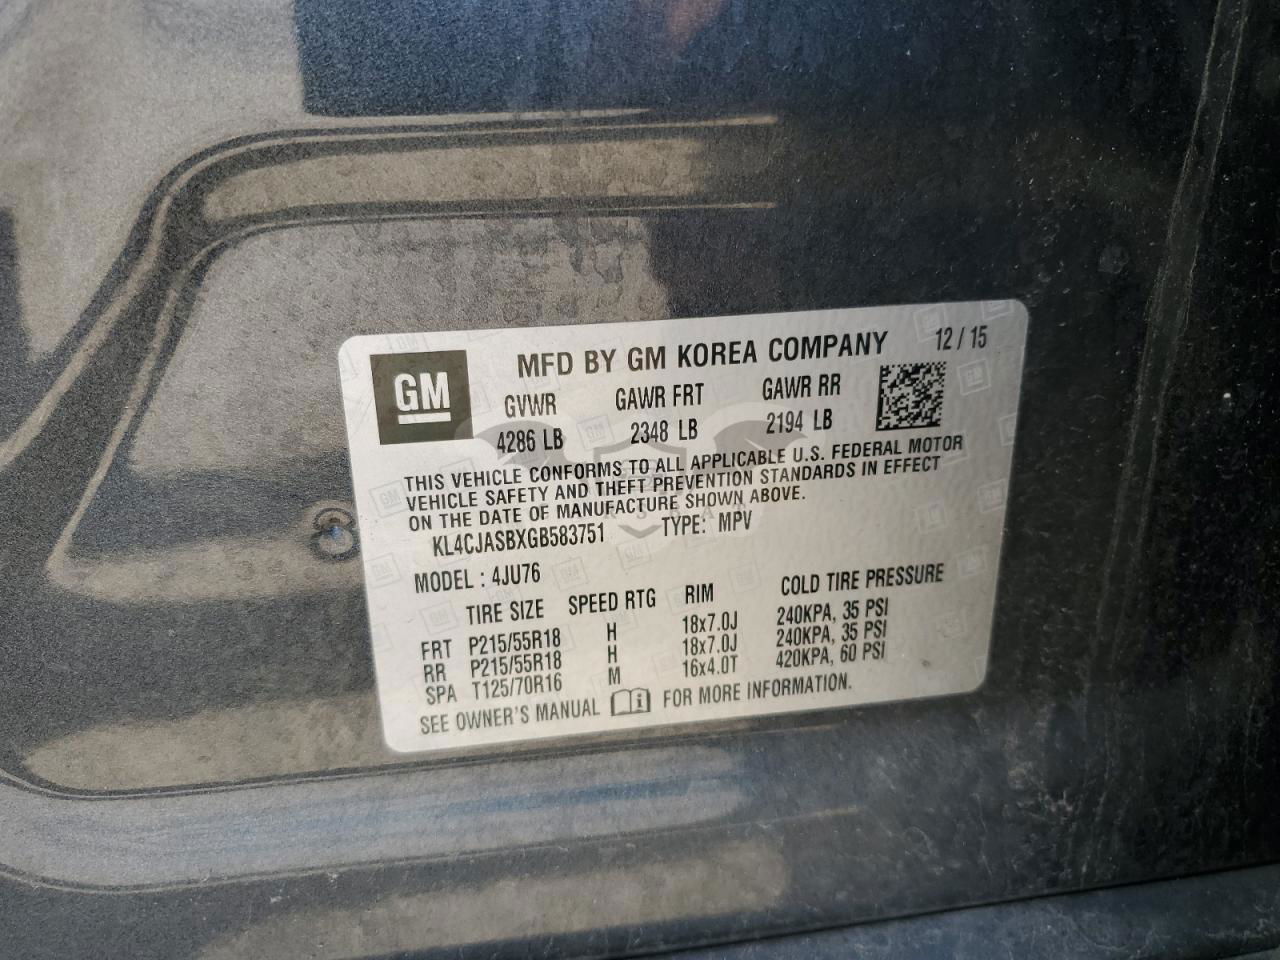 MFD BY GM KOREA COMPANY 12 / 15
GM
GVWR GAWR FRT GAWR RR
4286 LB 2348 LB 2194 LB
THIS VEHICLE CONFORMS TO ALL APPLICABLE U.S. FEDERAL MOTOR
VEHICLE SAFETY AND THEFT PREVENTION STANDARDS IN EFFECT
ON THE DATE OF MANUFACTURE SHOWN ABOVE.
KL4CJASBXGB583751 TYPE: MPV
MODEL : 4JU76
TIRE SIZE SPEED RTG RIM COLD TIRE PRESSURE
FRT P215/55R18 H 18x7.0J 240KPA, 35 PSI
RR P215/55R18 H 18x7.0J 240KPA, 35 PSI
SPA T125/70R16 M 16x4.0T 420KPA, 60 PSI
SEE OWNER'S MANUAL FOR MORE INFORMATION.